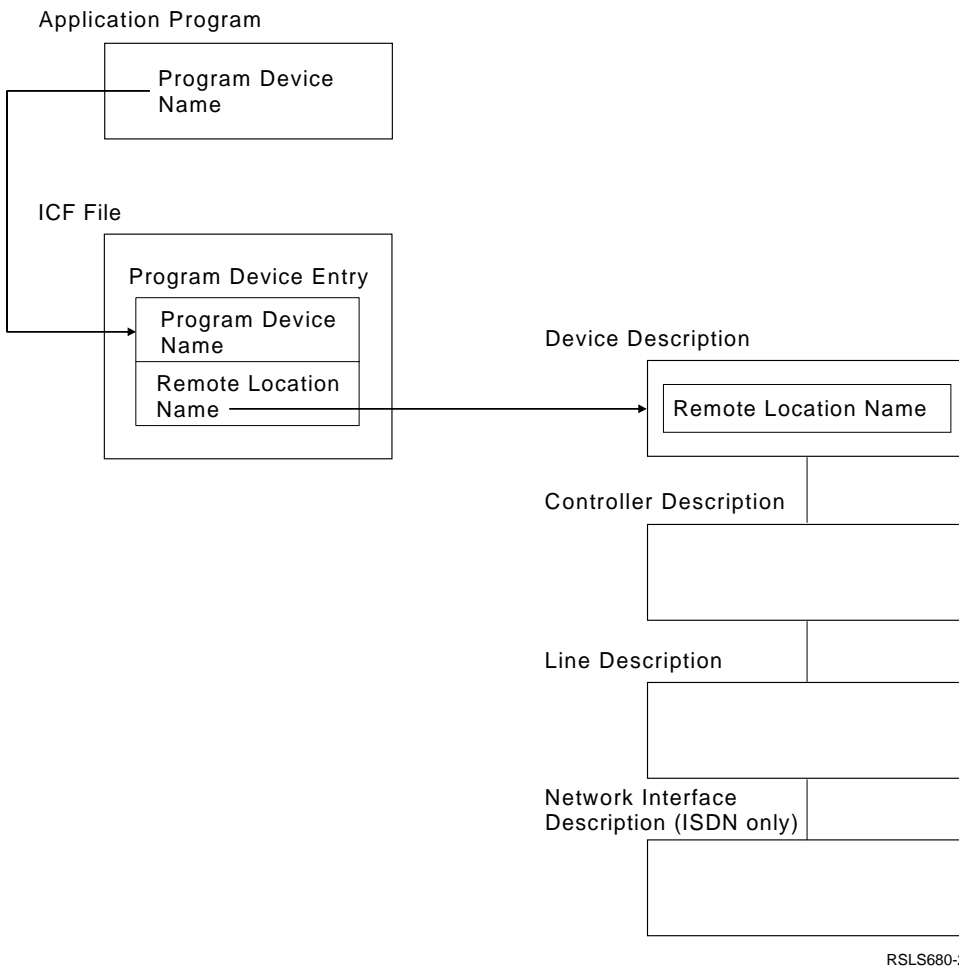 Application Program
Program Device
Name
ICF File
Program Device Entry
Program Device
Name
Remote Location
Name
Device Description
Remote Location Name
Controller Description
Line Description
Network Interface
Description (ISDN only)